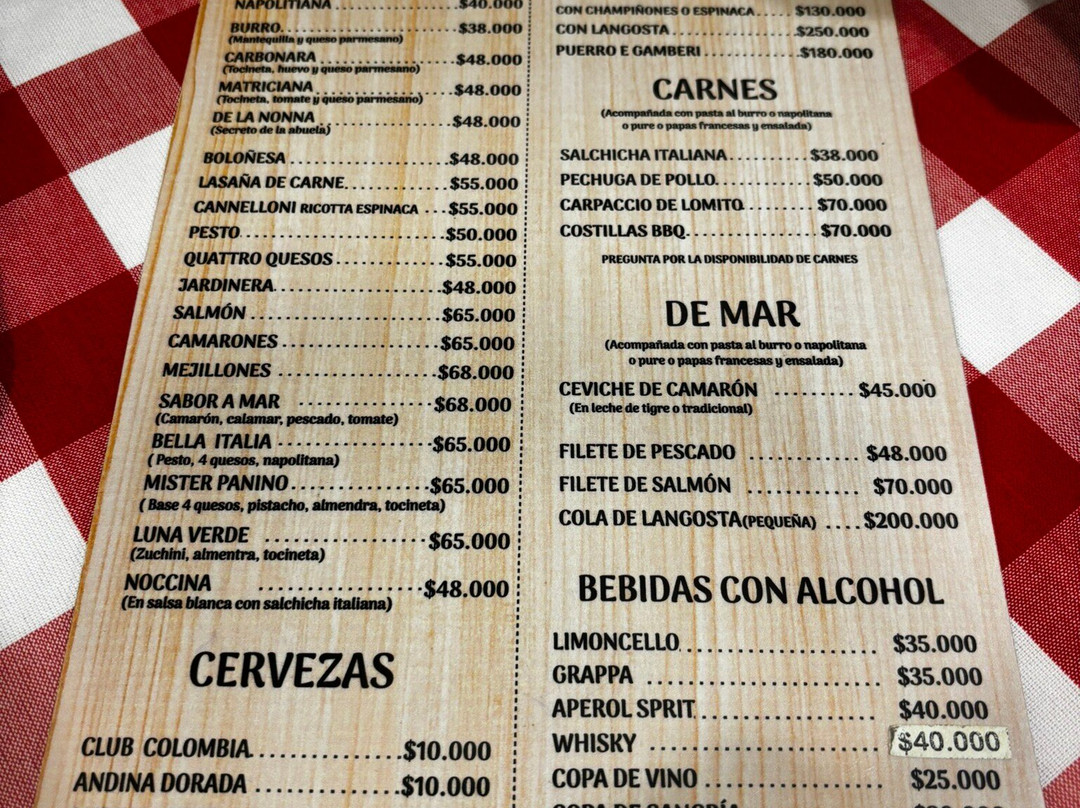 NAPOLITIANA ........ $40.000
BURRO........ $38.000
(Mantequilla y queso parmesano)
CARBONARA ........ $48.000
(Tocineta, huevo y queso parmesano)
MATRICIANA ........ $48.000
(Tocineta, tomate y queso parmesano)
DE LA NONNA ........ $48.000
(Secreto de la abuela)
BOLOÑESA ........ $48.000
LASAÑA DE CARNE........ $55.000
CANNELLONI RICOTTA ESPINACA ... $55.000
PESTO........ $50.000
QUATTRO QUESOS ........ $55.000
JARDINERA........ $48.000
SALMÓN ........ $65.000
CAMARONES ........ $65.000
MEJILLONES ........ $68.000
SABOR A MAR ........ $68.000
(Camarón, calamar, pescado, tomate)
BELLA ITALIA ........ $65.000
( Pesto, 4 quesos, napolitana)
MISTER PANINO........ $65.000
( Base 4 quesos, pistacho, almendra, tocineta)
LUNA VERDE ........ $65.000
(Zuchini, almentra, tocineta)
NOCCINA ........ $48.000
(En salsa blanca con salchicha italiana)
CERVEZAS
CLUB COLOMBIA........ $10.000
ANDINA DORADA ........ $10.000
CON CHAMPIÑONES O ESPINACA..... $130.000
CON LANGOSTA ........ $250.000
PUERRO E GAMBERI ........ $180.000
CARNES
(Acompañada con pasta al burro o napolitana
o pure o papas francesas y ensalada)
SALCHICHA ITALIANA........ $38.000
PECHUGA DE POLLO........ $50.000
CARPACCIO DE LOMITO ........ $70.000
COSTILLAS BBQ........ $70.000
PREGUNTA POR LA DISPONIBILIDAD DE CARNES
DE MAR
(Acompañada con pasta al burro o napolitana
o pure o papas francesas y ensalada)
CEVICHE DE CAMARÓN ........ $45.000
(En leche de tigre o tradicional)
FILETE DE PESCADO ........ $48.000
FILETE DE SALMÓN ........ $70.000
COLA DE LANGOSTA(PEQUEÑA) .... $200.000
BEBIDAS CON ALCOHOL
LIMONCELLO........ $35.000
GRAPPA ........ $35.000
APEROL SPRIT........ $40.000
WHISKY ........ $40.000
COPA DE VINO ........ $25.000